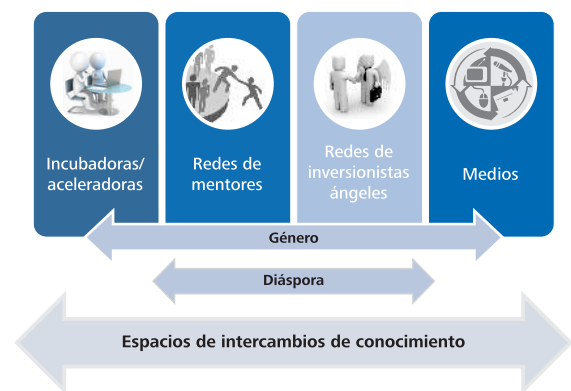 Incubadoras/
aceleradoras
Redes de
mentores
Redes de
inversionistas
ángeles
Medios
Género
Diáspora
Espacios de intercambios de conocimiento